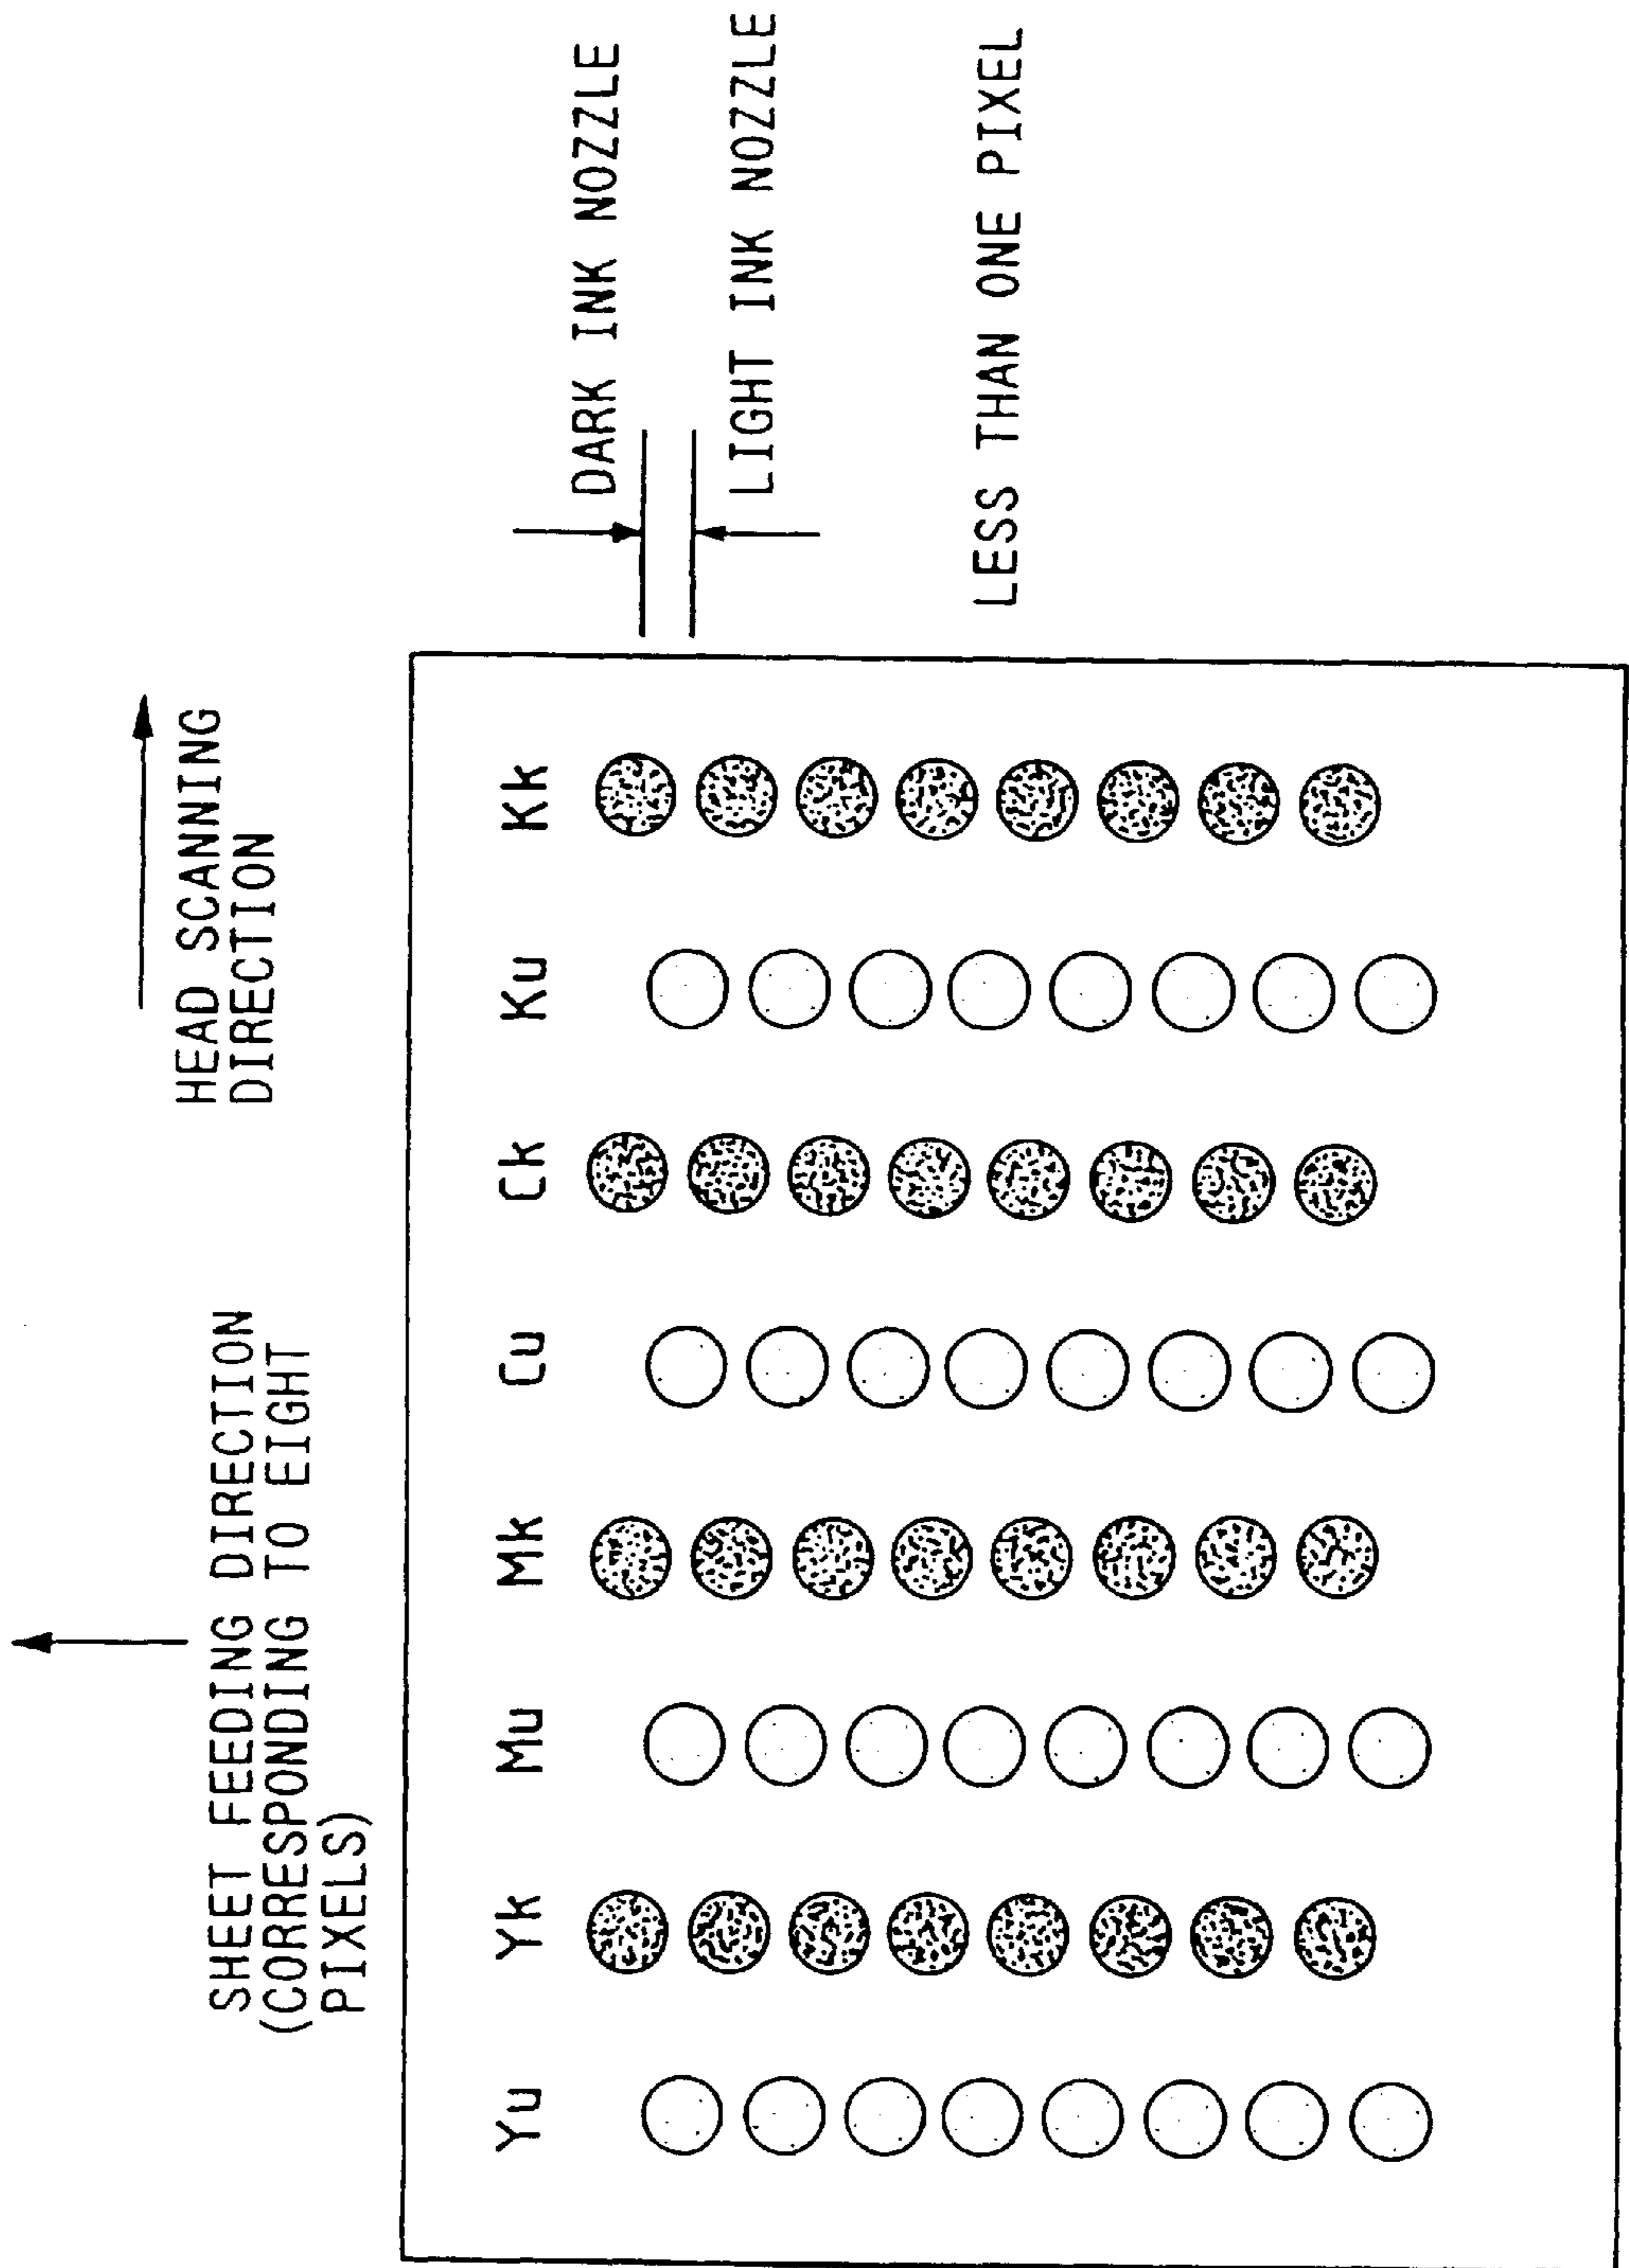 SHEET FEEDING DIRECTION
(CORRESPONDING TO EIGHT
PIXELS)
HEAD SCANNING
DIRECTION
Yu Yk Mu Mk Cu Ck Ku Kk
DARK INK NOZZLE
LIGHT INK NOZZLE
LESS THAN ONE PIXEL